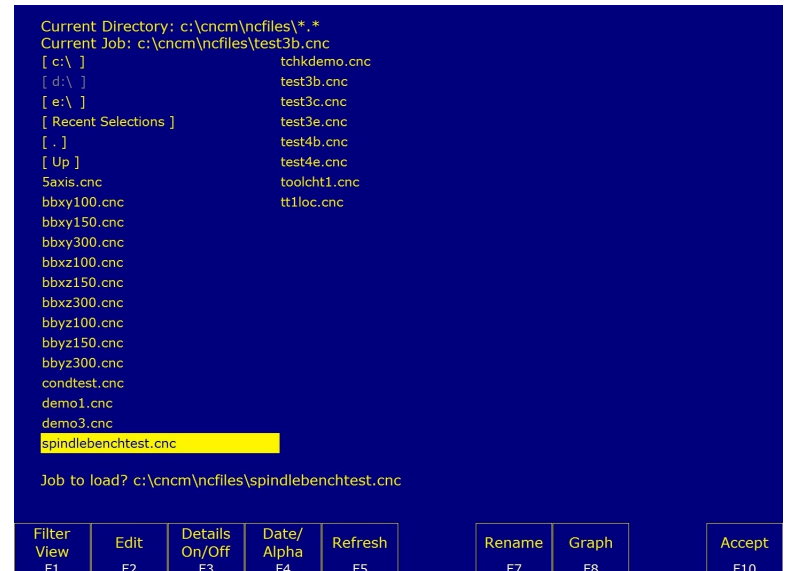 Current Directory: c:\cncm\ncfiles\*.*
Current Job: c:\cncm\ncfiles\test3b.cnc
[ c:\ ]
[ d:\ ]
[ e:\ ]
[ Recent Selections ]
[ . ]
[ Up ]
5axis.cnc
bbxy100.cnc
bbxy150.cnc
bbxy300.cnc
bbxz100.cnc
bbxz150.cnc
bbxz300.cnc
bbyz100.cnc
bbyz150.cnc
bbyz300.cnc
condtest.cnc
demo1.cnc
demo3.cnc
spindlebenchtest.cnc
tchkdemo.cnc
test3b.cnc
test3c.cnc
test3e.cnc
test4b.cnc
test4e.cnc
toolcht1.cnc
tt1loc.cnc
Job to load? c:\cncm\ncfiles\spindlebenchtest.cnc
Filter
View
F1
Edit
F2
Details
On/Off
F3
Date/
Alpha
F4
Refresh
F5
Rename
F7
Graph
F8
Accept
F10